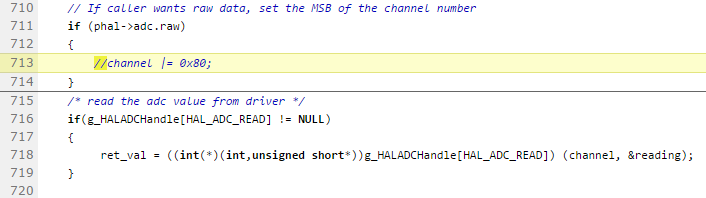 710 // If caller wants raw data, set the MSB of the channel number
711 if (phal->adc.raw)
712 {
713 //channel |= 0x80;
714 }
715 /* read the adc value from driver */
716 if(g_HALADCHandle[HAL_ADC_READ] != NULL)
717 {
718 ret_val = ((int(*)(int,unsigned short*))g_HALADCHandle[HAL_ADC_READ]) (channel, &reading);
719 }
720